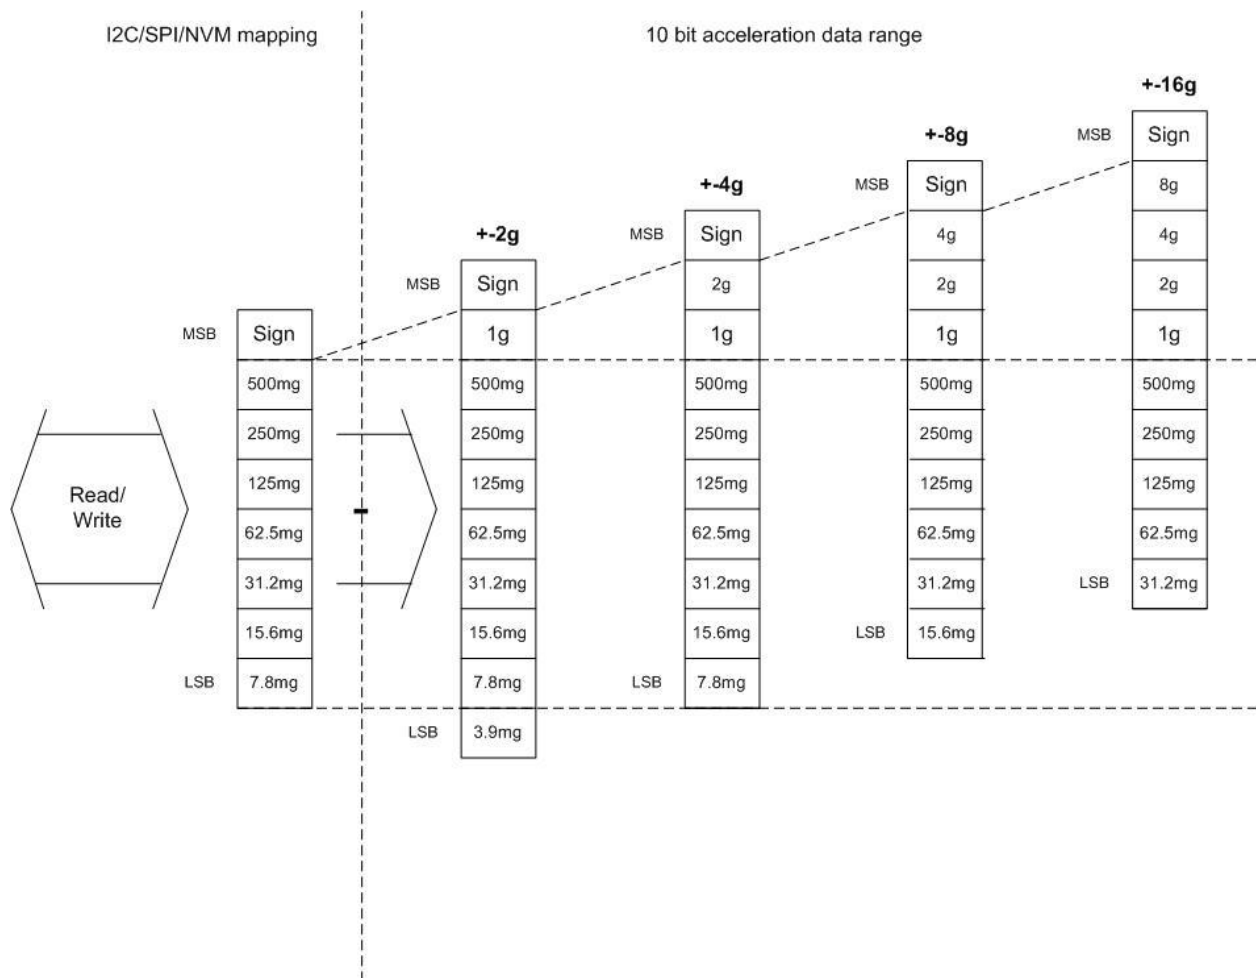 I2C/SPI/NVM mapping
10 bit acceleration data range
+-16g
MSB Sign
+-8g
8g
MSB Sign
+-4g
4g
4g
MSB Sign
2g
2g
2g
+-2g
MSB Sign
1g
1g
1g
1g
MSB Sign
500mg
500mg
500mg
500mg
500mg
250mg
250mg
250mg
250mg
250mg
125mg
125mg
125mg
125mg
125mg
Read/
Write
-
62.5mg
62.5mg
62.5mg
62.5mg
62.5mg
31.2mg
31.2mg
31.2mg
31.2mg
LSB 31.2mg
15.6mg
15.6mg
15.6mg
LSB 15.6mg
LSB 7.8mg
7.8mg
LSB 7.8mg
LSB 3.9mg